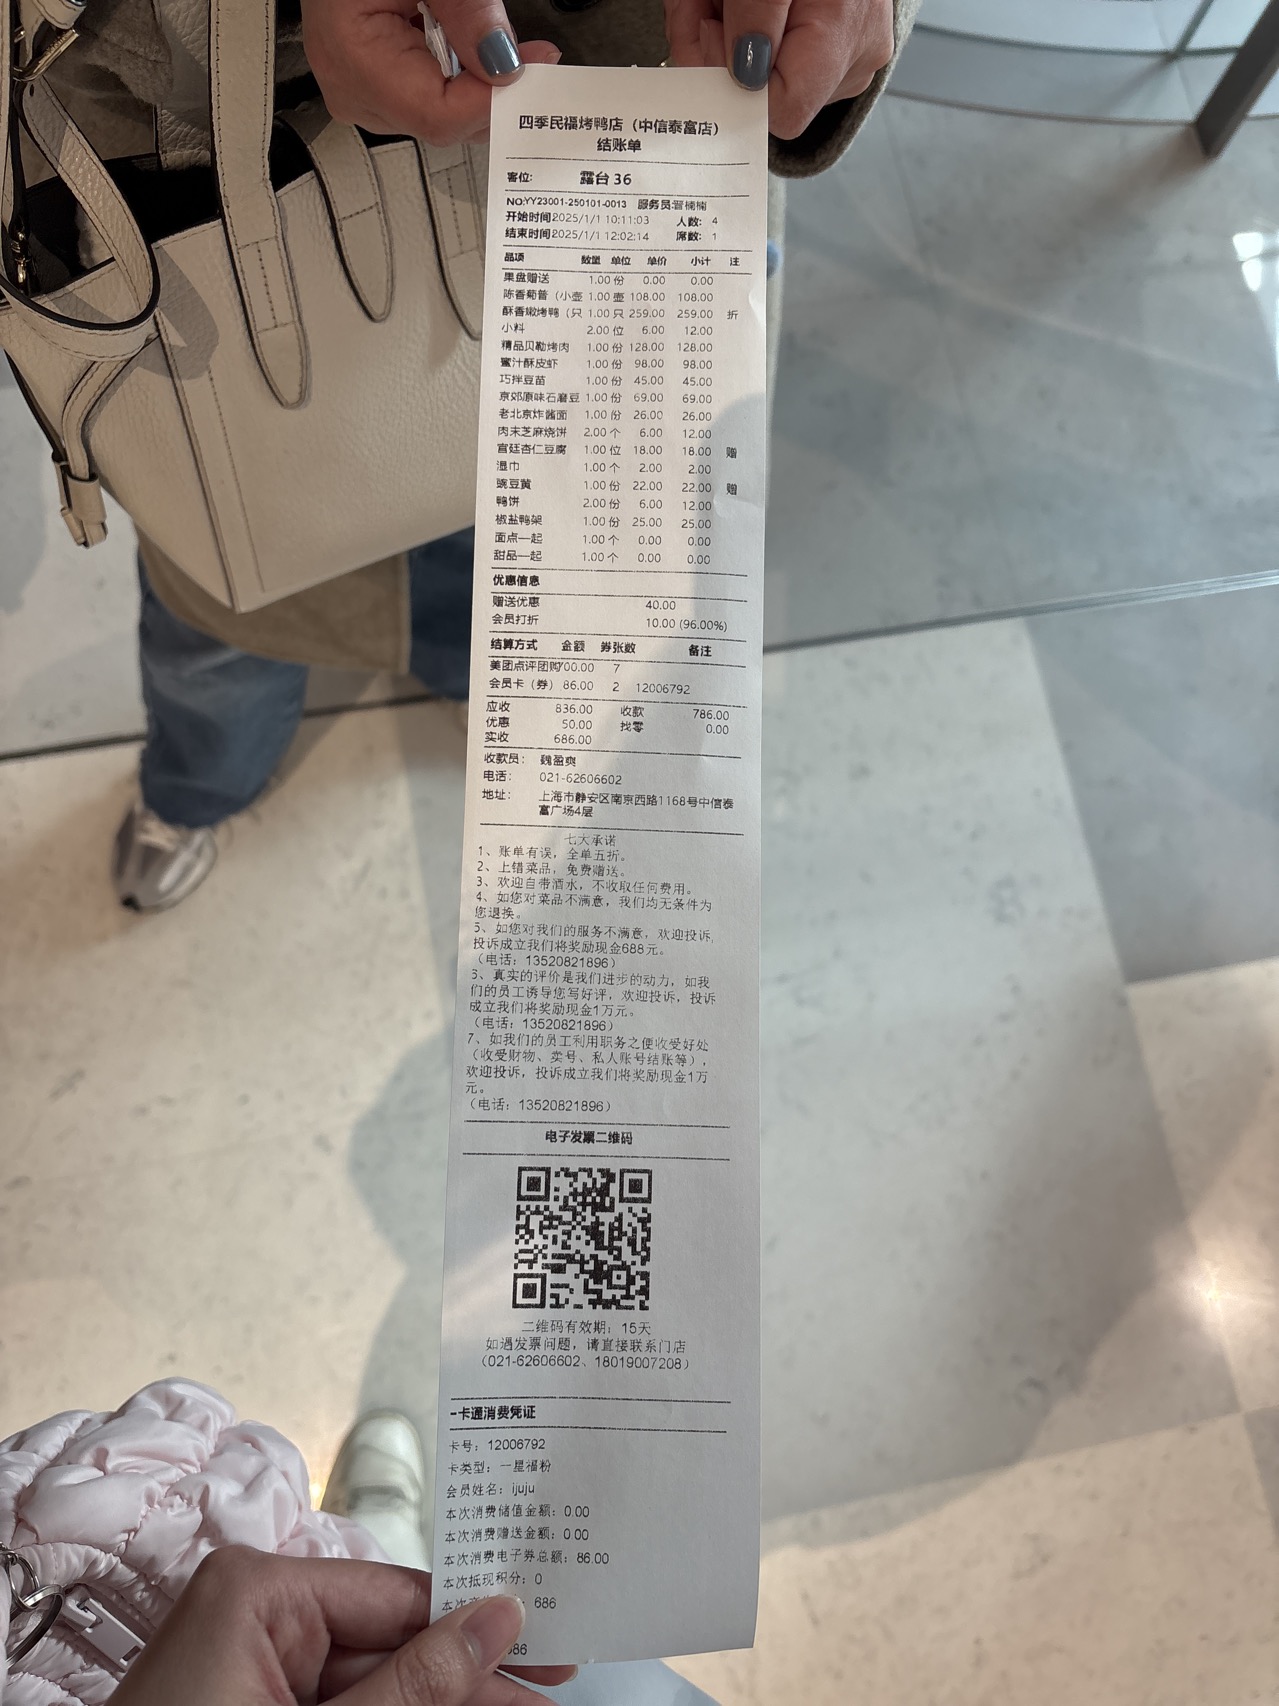 四季民福烤鸭店（中信泰富店）
结账单
客位: 露台 36
NO:YY23001-250101-0013 服务员:管楠楠
开始时间2025/1/1 10:11:03 人数: 4
结束时间2025/1/1 12:02:14 席数: 1
品项 数量 单位 单价 小计 注
果盘赠送 1.00 份 0.00 0.00
陈香菊普（小壶 1.00 壶 108.00 108.00
酥香嫩烤鸭（只 1.00 只 259.00 259.00 折
小料 2.00 位 6.00 12.00
精品贝勒烤肉 1.00 份 128.00 128.00
蜜汁酥皮虾 1.00 份 98.00 98.00
巧拌豆苗 1.00 份 45.00 45.00
京郊原味石磨豆 1.00 份 69.00 69.00
老北京炸酱面 1.00 份 26.00 26.00
肉末芝麻烧饼 2.00 个 6.00 12.00
宫廷杏仁豆腐 1.00 位 18.00 18.00 赠
湿巾 1.00 个 2.00 2.00
豌豆黄 1.00 份 22.00 22.00 赠
鸭饼 2.00 份 6.00 12.00
椒盐鸭架 1.00 份 25.00 25.00
面点一起 1.00 个 0.00 0.00
甜品一起 1.00 个 0.00 0.00
优惠信息
赠送优惠 40.00
会员打折 10.00 (96.00%)
结算方式 金额 券张数 备注
美团点评团购700.00 7
会员卡（券） 86.00 2 12006792
应收 836.00 收款 786.00
优惠 50.00 找零 0.00
实收 686.00
收款员: 魏盈爽
电话: 021-62606602
地址: 上海市静安区南京西路1168号中信泰
富广场4层
七大承诺
1、账单有误，全单五折。
2、上错菜品，免费赠送。
3、欢迎自带酒水，不收取任何费用。
4、如您对菜品不满意，我们均无条件为
您退换。
5、如您对我们的服务不满意，欢迎投诉,
投诉成立我们将奖励现金688元。
（电话：13520821896）
6、真实的评价是我们进步的动力，如我
们的员工诱导您写好评，欢迎投诉，投诉
成立我们将奖励现金1万元。
（电话：13520821896）
7、如我们的员工利用职务之便收受好处
（收受财物、卖号、私人账号结账等），
欢迎投诉，投诉成立我们将奖励现金1万
元。
（电话：13520821896）
电子发票二维码
二维码有效期：15天
如遇发票问题，请直接联系门店
（021-62606602、18019007208）
一卡通消费凭证
卡号：12006792
卡类型：一星福粉
会员姓名：ijuju
本次消费储值金额：0.00
本次消费赠送金额：0.00
本次消费电子券总额：86.00
本次抵现积分：0
本次 ：686
686